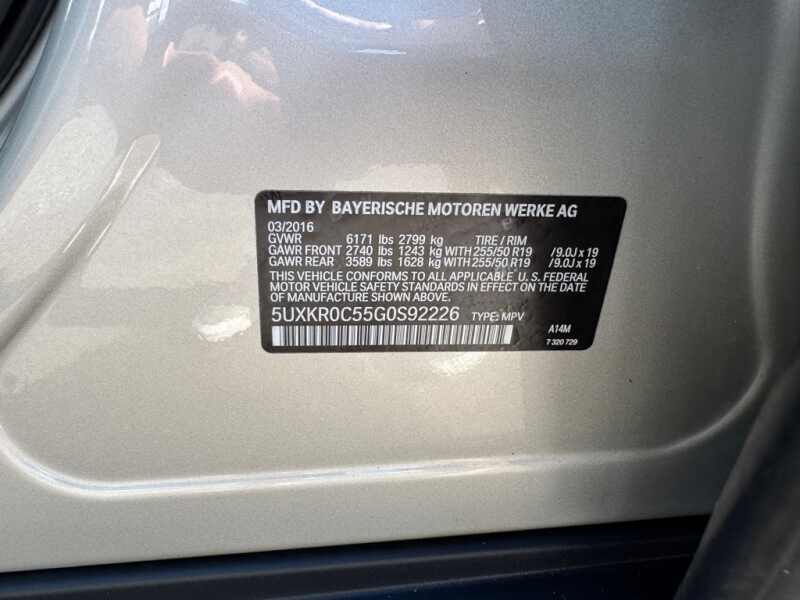 MFD BY BAYERISCHE MOTOREN WERKE AG
03/2016
GVWR 6171 lbs 2799 kg TIRE / RIM
GAWR FRONT 2740 lbs 1243 kg WITH 255/50 R19 /9.0J x 19
GAWR REAR 3589 lbs 1628 kg WITH 255/50 R19 /9.0J x 19
THIS VEHICLE CONFORMS TO ALL APPLICABLE U.S. FEDERAL
MOTOR VEHICLE SAFETY STANDARDS IN EFFECT ON THE DATE
OF MANUFACTURE SHOWN ABOVE.
5UXKR0C55G0S92226 TYPE: MPV
A14M
7 320 729